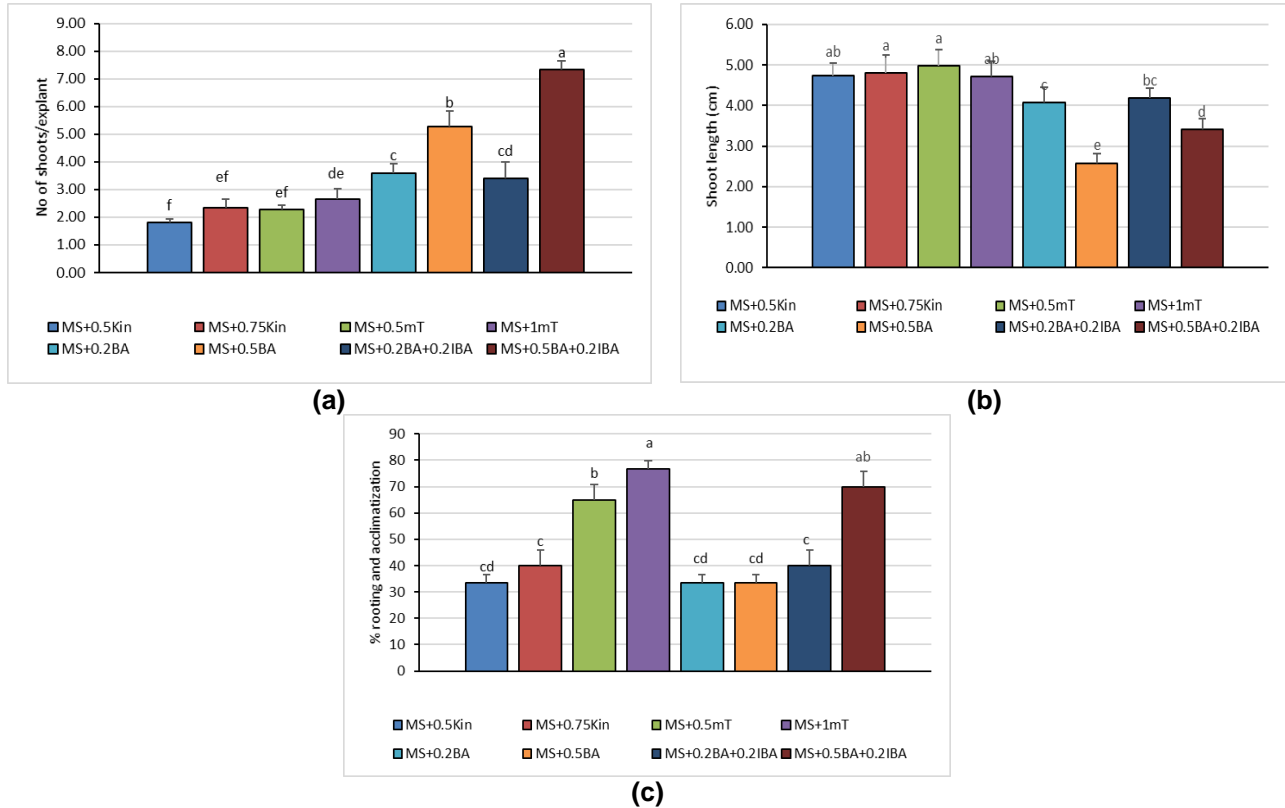 9.00
8.00
7.00
6.00
5.00
4.00
3.00
2.00
1.00
0.00
No of shoots/explant
f
ef
ef
de
c
b
cd
a
MS+0.5Kin MS+0.75Kin MS+0.5mT MS+1mT
MS+0.2BA MS+0.5BA MS+0.2BA+0.2IBA MS+0.5BA+0.2IBA
(a)
6.00
5.00
4.00
3.00
2.00
1.00
0.00
Shoot length (cm)
ab
a
a
ab
c
e
bc
d
MS+0.5Kin MS+0.75Kin MS+0.5mT MS+1mT
MS+0.2BA MS+0.5BA MS+0.2BA+0.2IBA MS+0.5BA+0.2IBA
(b)
90
80
70
60
50
40
30
20
10
0
% rooting and acclimatization
cd
c
b
a
cd
cd
c
ab
MS+0.5Kin MS+0.75Kin MS+0.5mT MS+1mT
MS+0.2BA MS+0.5BA MS+0.2BA+0.2IBA MS+0.5BA+0.2IBA
(c)